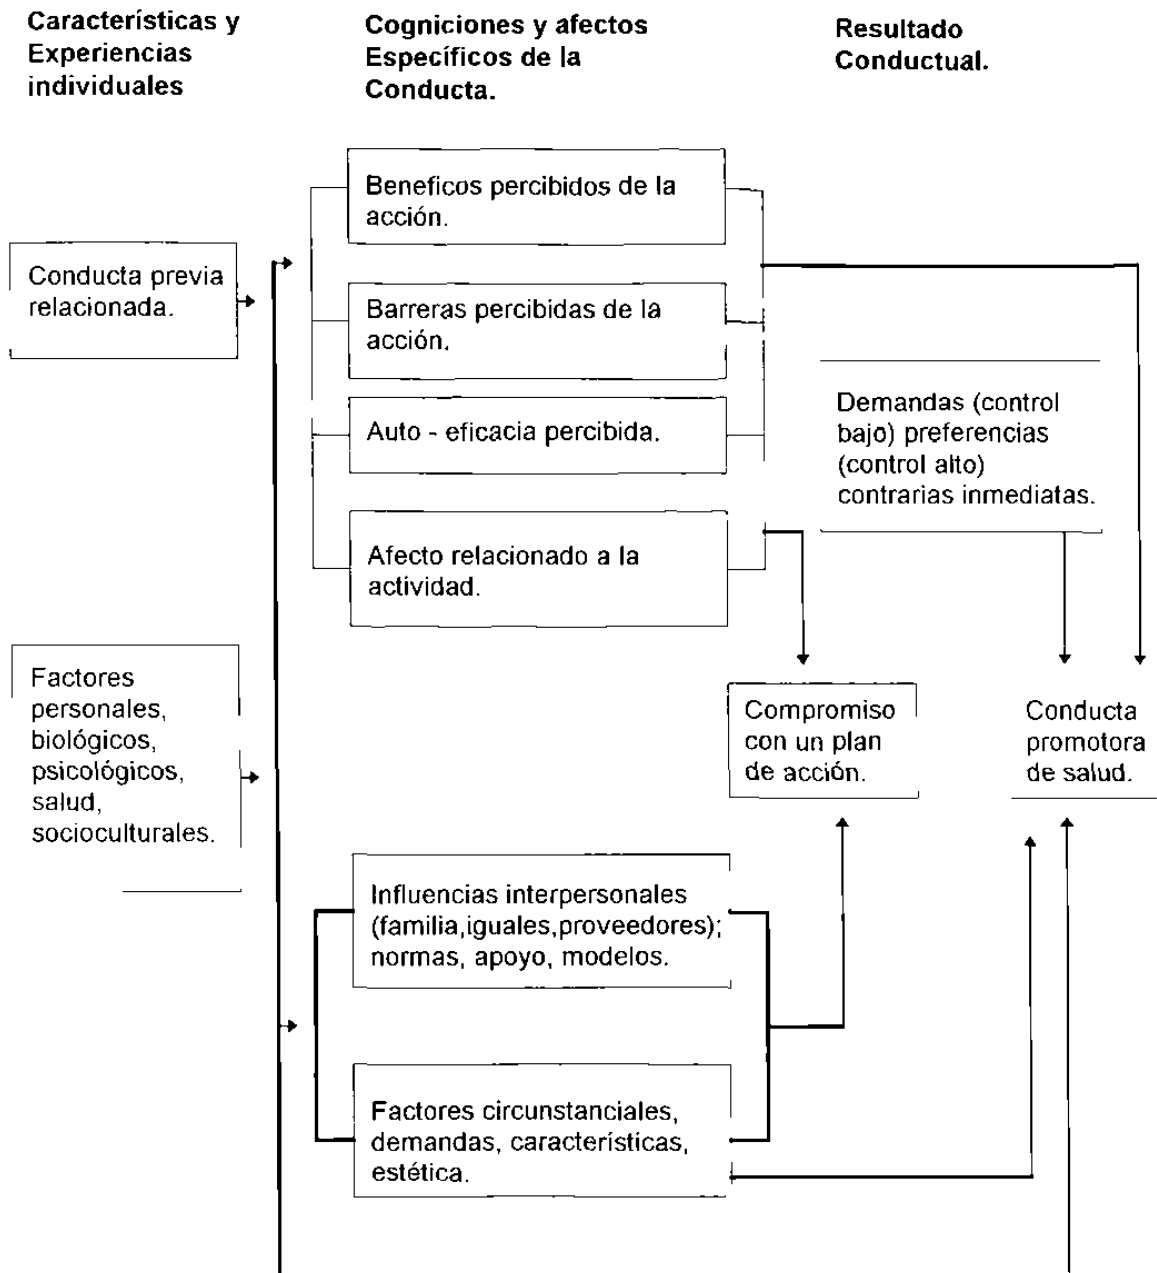 Características y
Experiencias
individuales
Cogniciones y afectos
Específicos de la
Conducta.
Resultado
Conductual.
Beneficos percibidos de la
acción.
Conducta previa
relacionada.
Barreras percibidas de la
acción.
Demandas (control
bajo) preferencias
(control alto)
contrarias inmediatas.
Auto - eficacia percibida.
Afecto relacionado a la
actividad.
Factores
personales,
biológicos,
psicológicos,
salud,
socioculturales.
Compromiso
con un plan
de acción.
Conducta
promotora
de salud.
Influencias interpersonales
(familia,iguales,proveedores);
normas, apoyo, modelos.
Factores circunstanciales,
demandas, características,
estética.